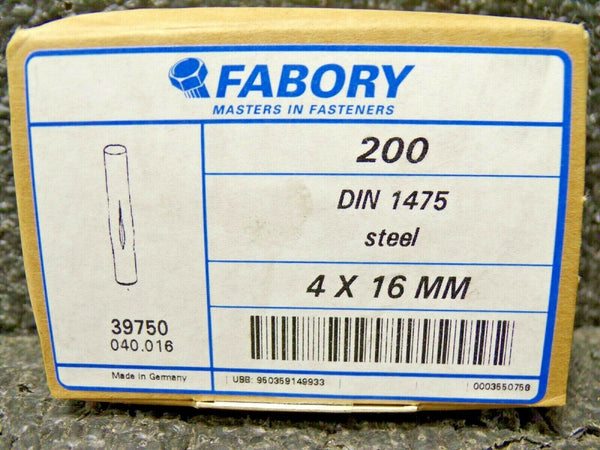 FABORY
MASTERS IN FASTENERS
200
DIN 1475
steel
4 X 16 MM
39750
040.016
Made in Germany
UBB: 950359149933
0003550758